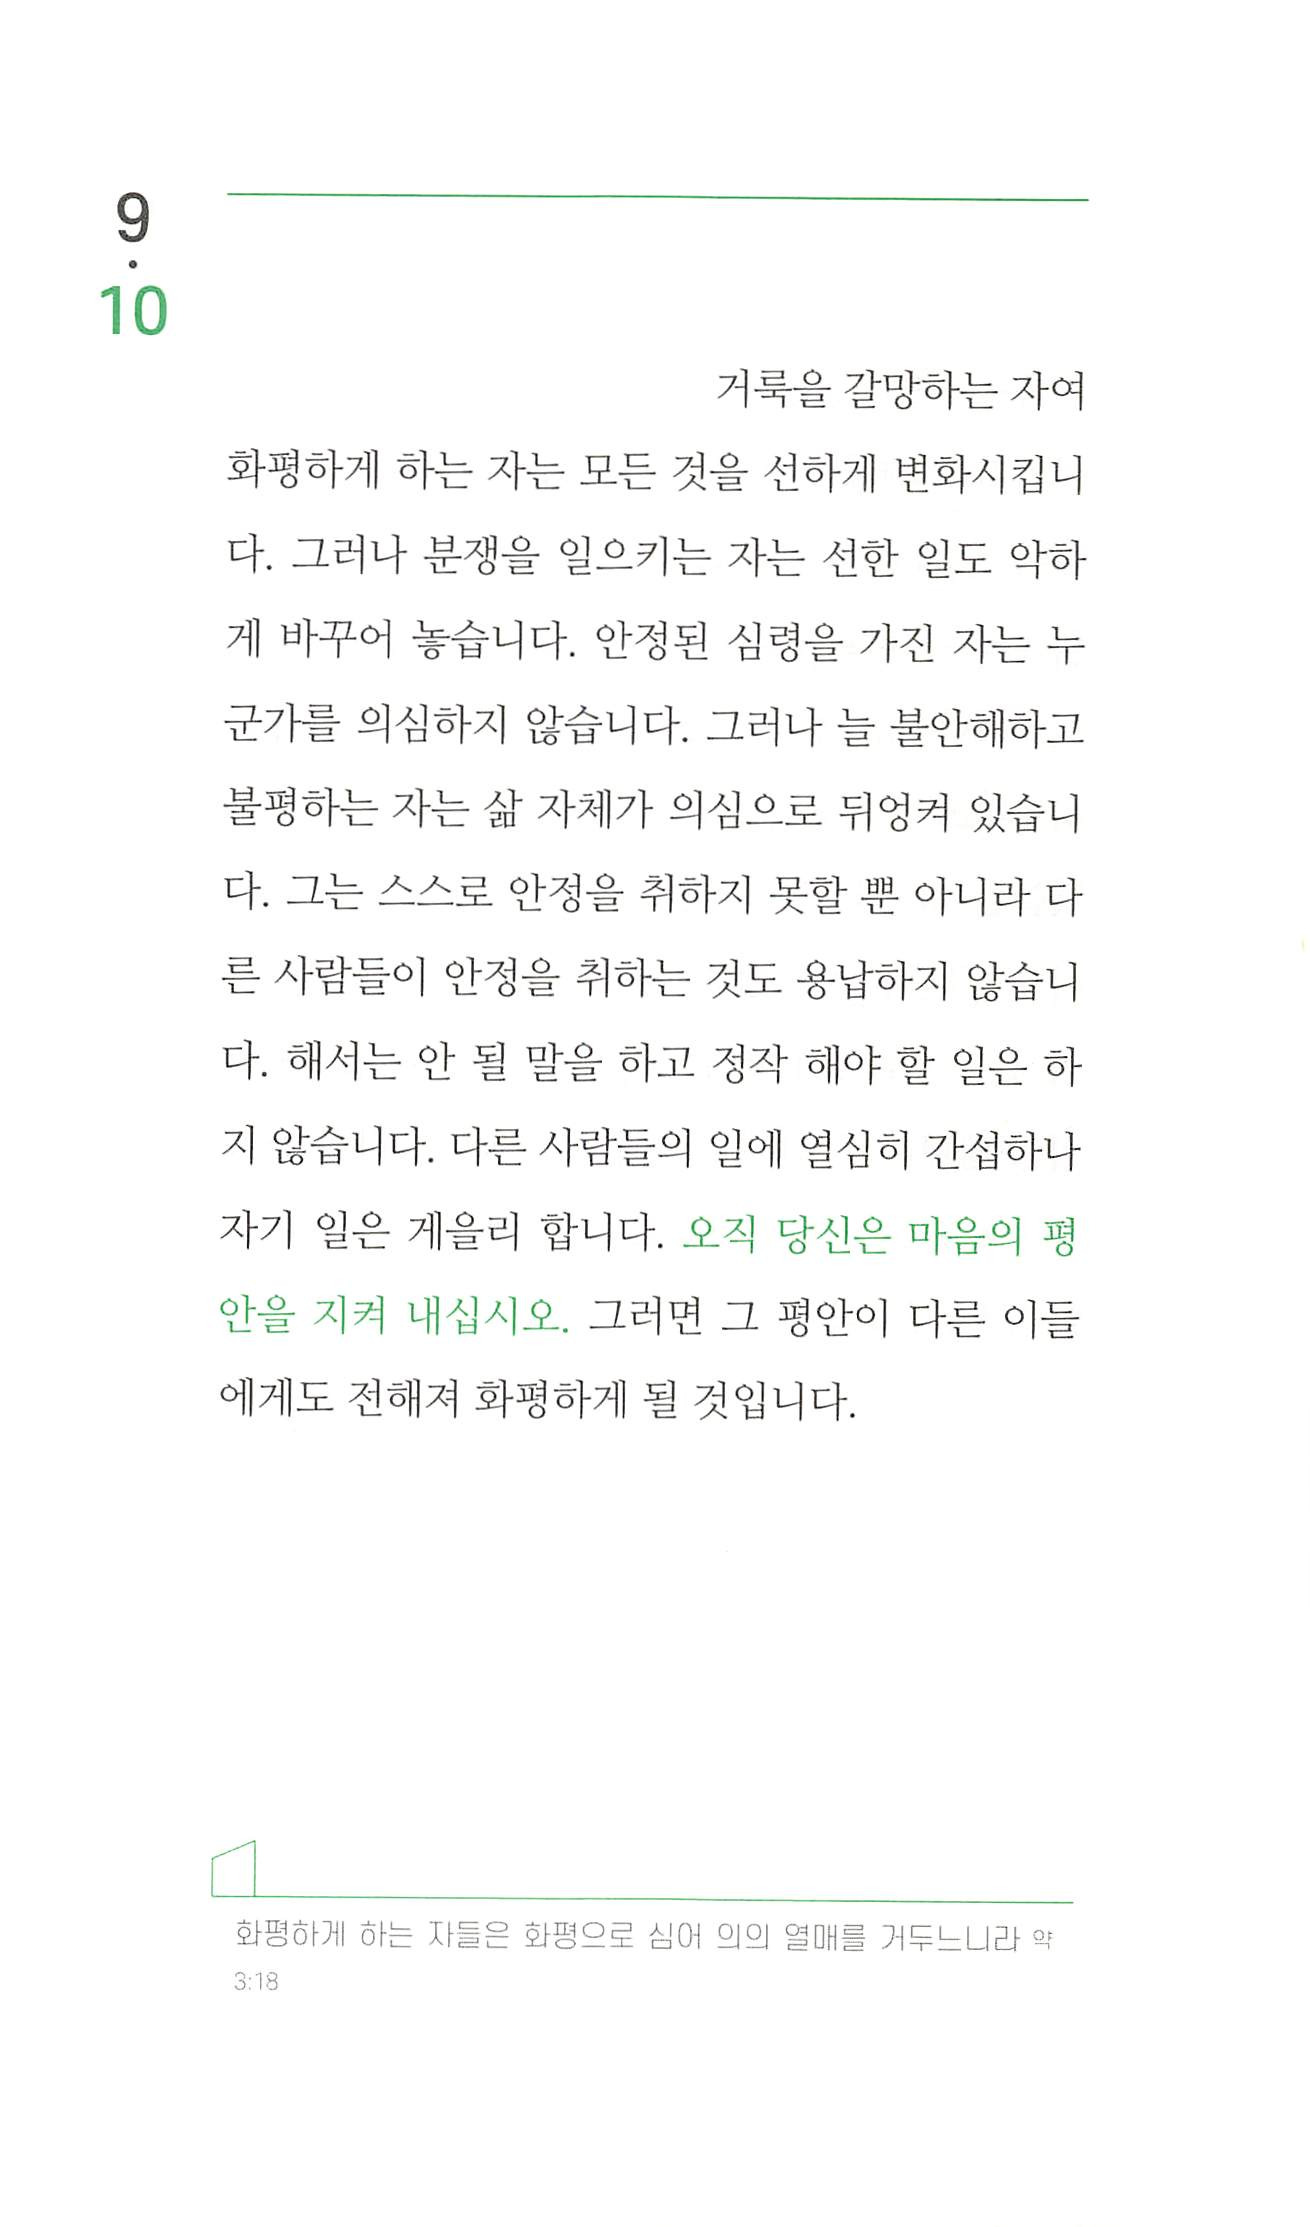 9
·
10
거룩을 갈망하는 자여
화평하게 하는 자는 모든 것을 선하게 변화시킵니
다. 그러나 분쟁을 일으키는 자는 선한 일도 악하
게 바꾸어 놓습니다. 안정된 심령을 가진 자는 누
군가를 의심하지 않습니다. 그러나 늘 불안해하고
불평하는 자는 삶 자체가 의심으로 뒤엉켜 있습니
다. 그는 스스로 안정을 취하지 못할 뿐 아니라 다
른 사람들이 안정을 취하는 것도 용납하지 않습니
다. 해서는 안 될 말을 하고 정작 해야 할 일은 하
지 않습니다. 다른 사람들의 일에 열심히 간섭하나
자기 일은 게을리 합니다. 오직 당신은 마음의 평
안을 지켜 내십시오. 그러면 그 평안이 다른 이들
에게도 전해져 화평하게 될 것입니다.
화평하게 하는 자들은 화평으로 심어 의의 열매를 거두느니라 약
3:18